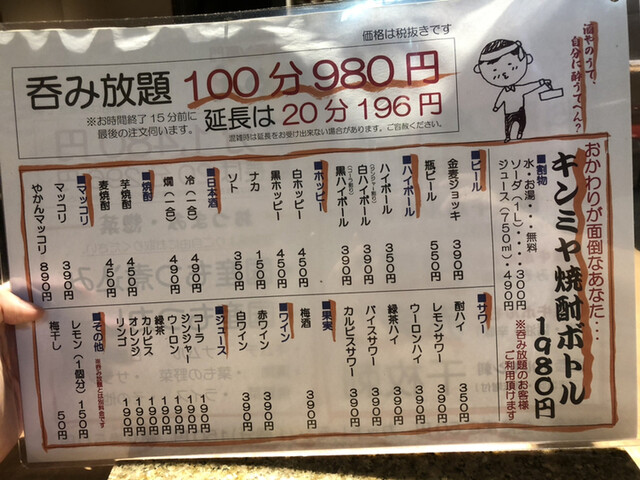 価格は税抜きです
呑み放題 100分 980円
※お時間終了15分前に
最後の注文伺います。
延長は 20分 196円
混雑時は延長をお受け出来ない場合があります。ご容赦ください。
酒やのうて、
自分に酔うてへん?
おかわりが面倒なあなた…
キンミヤ焼酎ボトル
1980円
※呑み放題のお客様
ご利用頂けます
■割物
水・お湯・・・無料
ソーダ(1L)・・・・300円
ジュース(750ml)・490円
■ビール
金麦ジョッキ 390円
瓶ビール 550円
■ハイボール
ハイボール 350円
白ハイボール 390円
黒ハイボール 390円
■ホッピー
白ホッピー 450円
黒ホッピー 450円
ナカ 150円
ソト 250円
■日本酒
冷(一合) 490円
燗(一合) 490円
■焼酎
芋焼酎 450円
麦焼酎 450円
■マッコリ
マッコリ 390円
やかんマッコリ 890円
■サワー
酎ハイ 350円
レモンサワー 390円
ウーロンハイ 390円
緑茶ハイ 390円
バイスサワー 390円
カルピスサワー 390円
■果実
梅酒 390円
■ワイン
赤ワイン 390円
白ワイン 390円
■ジュース
コーラ 190円
ジンジャー 190円
ウーロン 190円
緑茶 190円
カルピス 190円
オレンジ 190円
リンゴ 190円
■その他
※呑み放題とは別料金です
レモン(1個分) 150円
梅干し 50円